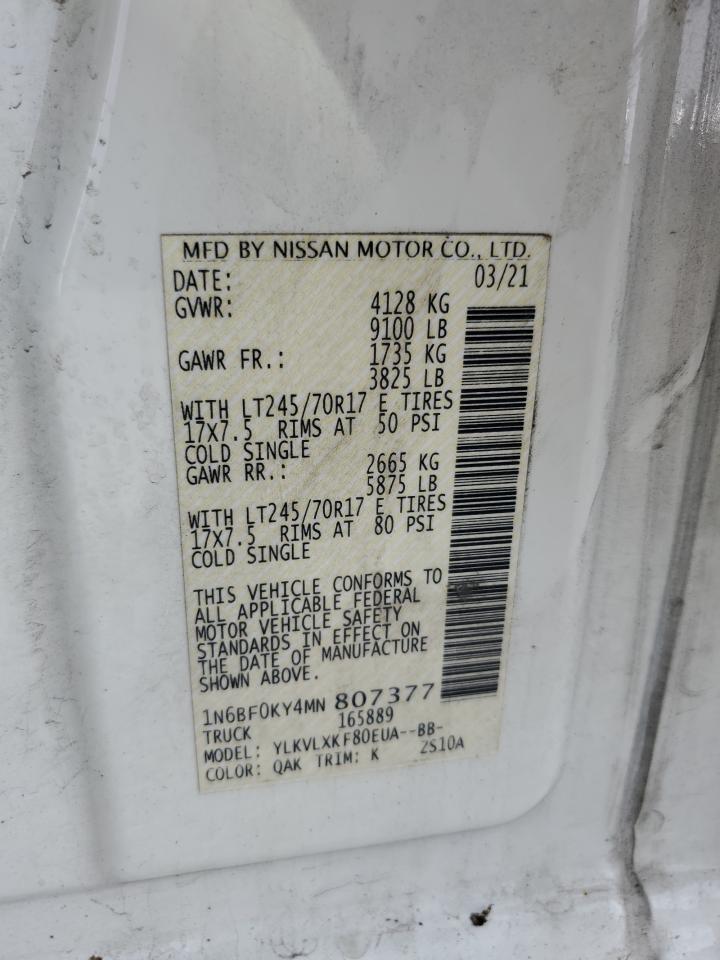 MFD BY NISSAN MOTOR CO., LTD.
DATE: 03/21
GVWR: 4128 KG
9100 LB
GAWR FR.: 1735 KG
3825 LB
WITH LT245/70R17 E TIRES
17X7.5 RIMS AT 50 PSI
COLD SINGLE
GAWR RR.: 2665 KG
5875 LB
WITH LT245/70R17 E TIRES
17X7.5 RIMS AT 80 PSI
COLD SINGLE
THIS VEHICLE CONFORMS TO
ALL APPLICABLE FEDERAL
MOTOR VEHICLE SAFETY
STANDARDS IN EFFECT ON
THE DATE OF MANUFACTURE
SHOWN ABOVE.
1N6BF0KY4MN 807377
TRUCK 165889
MODEL: YLKVLXKF80EUA--BB-
COLOR: QAK TRIM: K ZS10A